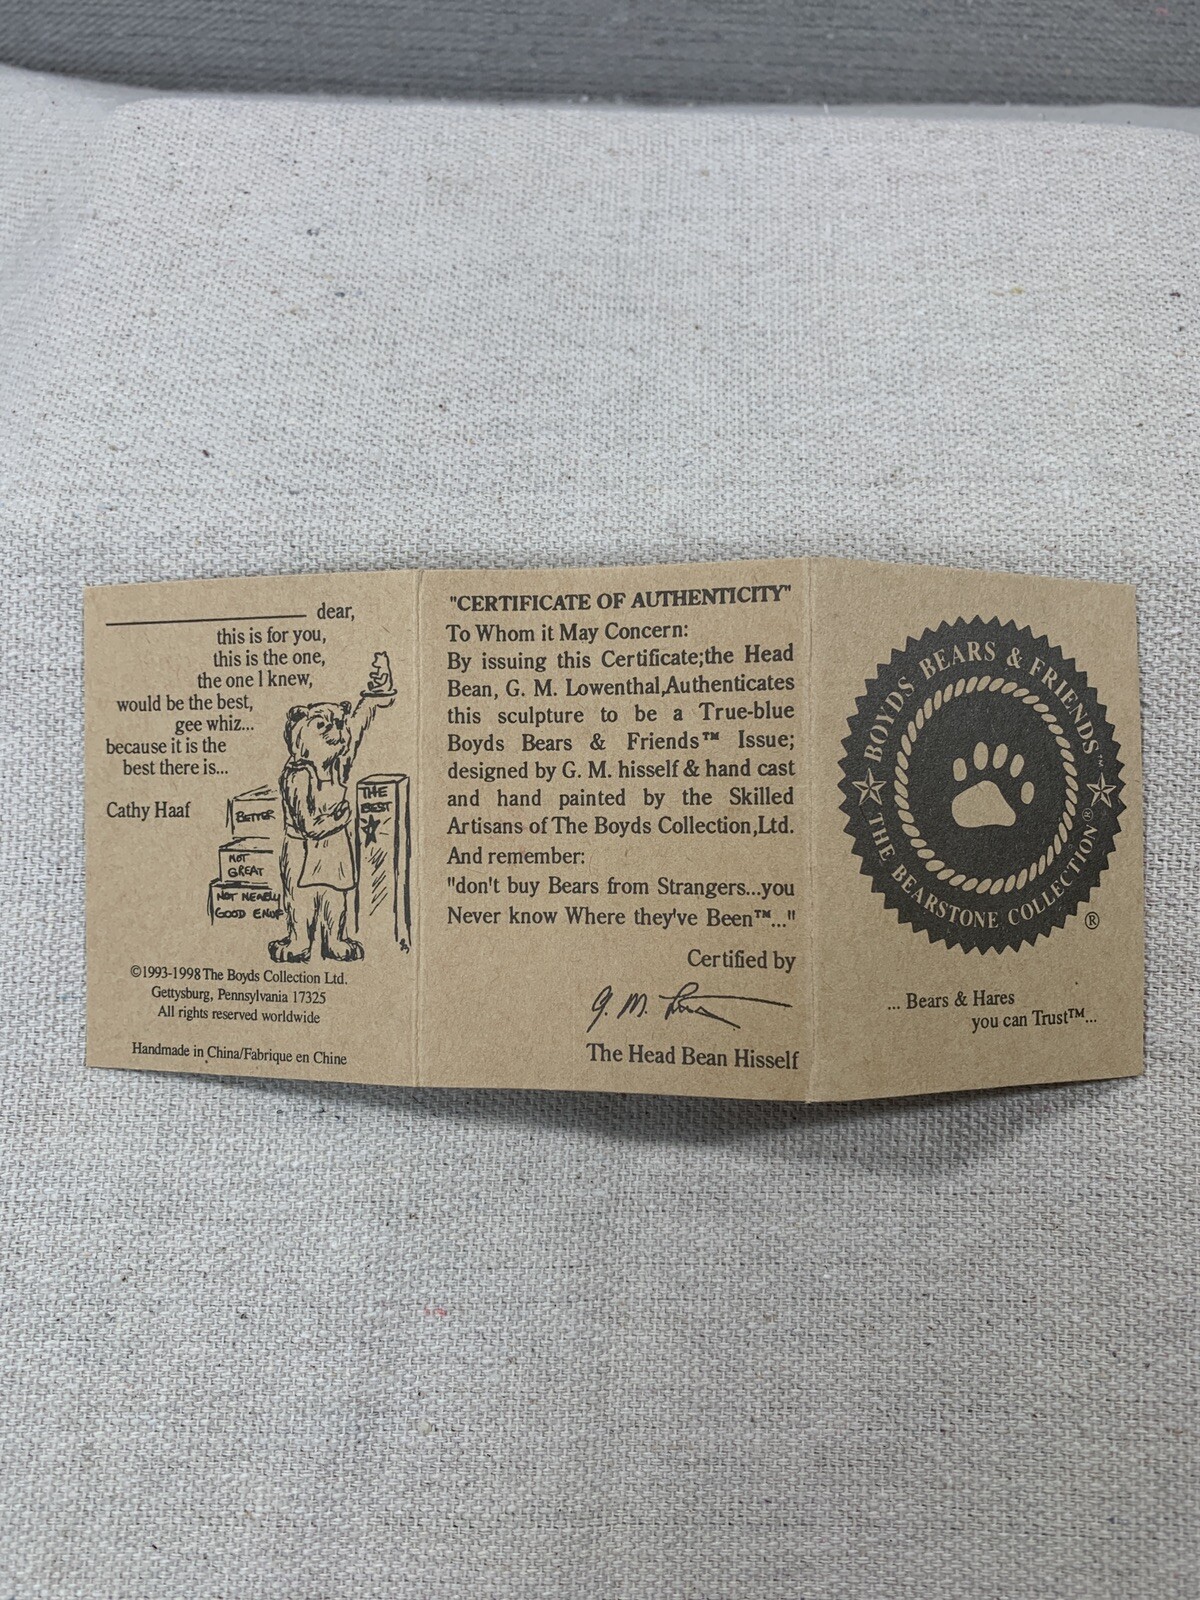 dear,
this is for you,
this is the one,
the one I knew,
would be the best,
gee whiz...
because it is the
best there is...
Cathy Haaf
BETTER
NOT
GREAT
NOT NEARLY
GOOD ENUF
THE
BEST
©1993-1998 The Boyds Collection Ltd.
Gettysburg, Pennsylvania 17325
All rights reserved worldwide
Handmade in China/Fabrique en Chine
"CERTIFICATE OF AUTHENTICITY"
To Whom it May Concern:
By issuing this Certificate;the Head
Bean, G. M. Lowenthal,Authenticates
this sculpture to be a True-blue
Boyds Bears & Friends™ Issue;
designed by G. M. hisself & hand cast
and hand painted by the Skilled
Artisans of The Boyds Collection,Ltd.
And remember:
"don't buy Bears from Strangers...you
Never know Where they've Been™..."
Certified by
G. M.
The Head Bean Hisself
BOYDS BEARS & FRIENDS™
THE BEARSTONE COLLECTION®
®
... Bears & Hares
you can Trust™...